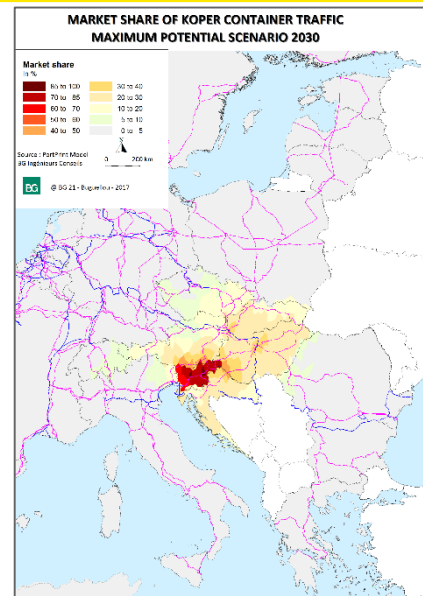 MARKET SHARE OF KOPER CONTAINER TRAFFIC
MAXIMUM POTENTIAL SCENARIO 2030
Market share
In %
85 to 100
70 to 85
60 to 70
50 to 60
40 to 50
30 to 40
20 to 30
10 to 20
5 to 10
0 to 5
0 200 km
Source : PortPrint Model
BG Ingénieurs Conseils
BG
@ BG 21 - Buguellou - 2017